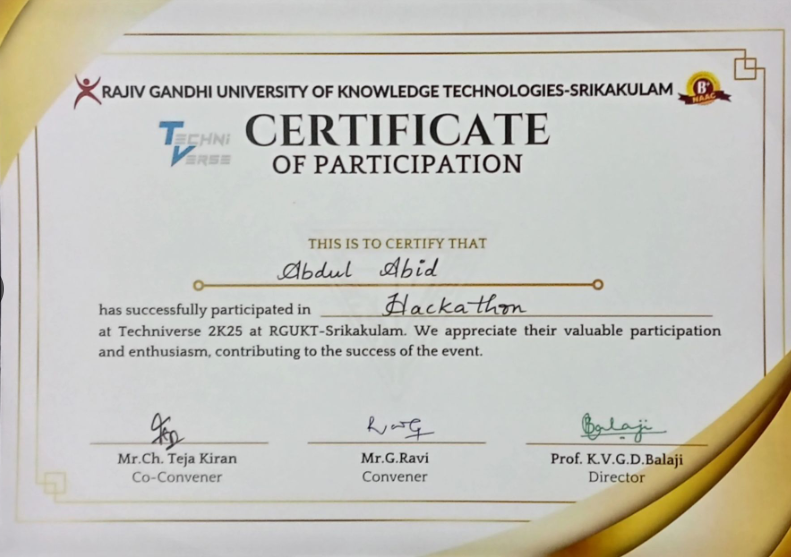 RAJIV GANDHI UNIVERSITY OF KNOWLEDGE TECHNOLOGIES-SRIKAKULAM
B+
NAAC
TECHNI
VERSE
CERTIFICATE
OF PARTICIPATION
THIS IS TO CERTIFY THAT
Abdul Abid
has successfully participated in Hackathon
at Techniverse 2K25 at RGUKT-Srikakulam. We appreciate their valuable participation
and enthusiasm, contributing to the success of the event.
Balaji
Mr.Ch. Teja Kiran
Co-Convener
Mr.G.Ravi
Convener
Prof. K.V.G.D.Balaji
Director